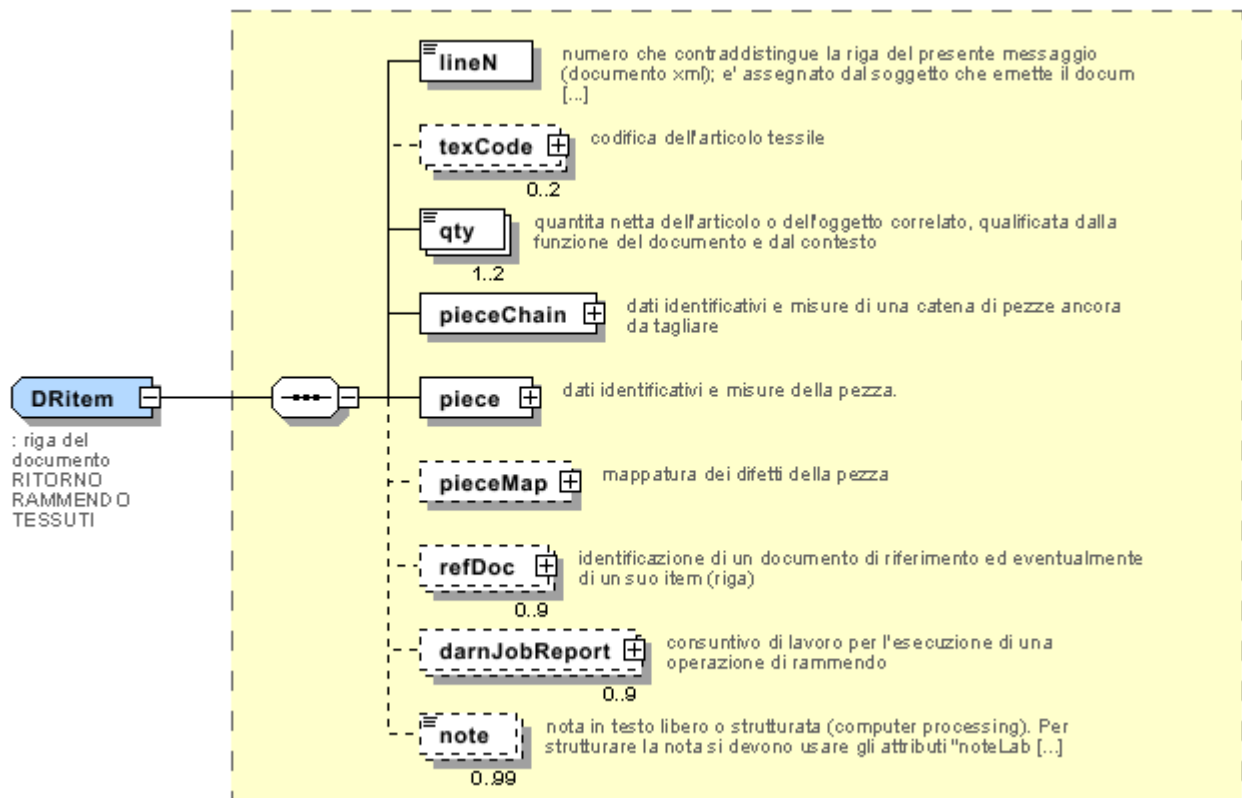 lineN
numero che contraddistingue la riga del presente messaggio
(documento xml); e' assegnato dal soggetto che emette il docum
[...]
texCode
codifica dell'articolo tessile
0..2
qty
quantita netta dell'articolo o dell'oggetto correlato, qualificata dalla
funzione del documento e dal contesto
1..2
pieceChain
dati identificativi e misure di una catena di pezze ancora
da tagliare
DRitem
: riga del
documento
RITORNO
RAMMENDO
TESSUTI
piece
dati identificativi e misure della pezza.
pieceMap
mappatura dei difetti della pezza
refDoc
identificazione di un documento di riferimento ed eventualmente
di un suo item (riga)
0..9
darnJobReport
consuntivo di lavoro per l'esecuzione di una
operazione di rammendo
0..9
note
nota in testo libero o strutturata (computer processing). Per
strutturare la nota si devono usare gli attributi "noteLab [...]
0..99